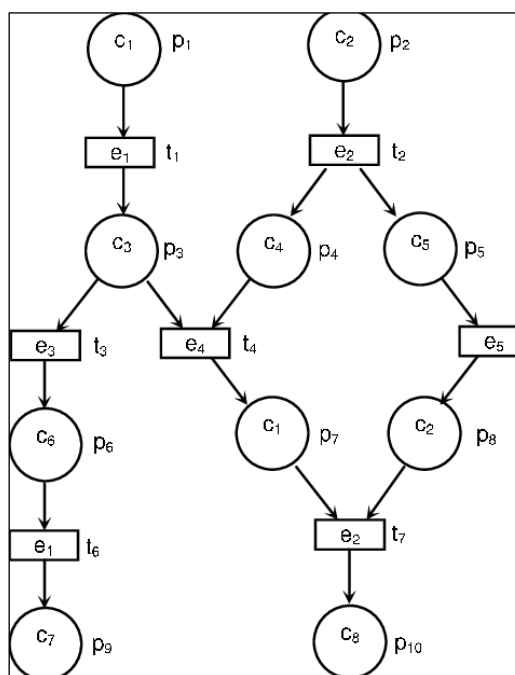 c₁ p₁ c₂ p₂
e₁ t₁ e₂ t₂
c₃ p₃ c₄ p₄ c₅ p₅
e₃ t₃ e₄ t₄ e₅
c₆ p₆ c₁ p₇ c₂ p₈
e₁ t₆ e₂ t₇
c₇ p₉ c₈ p₁₀